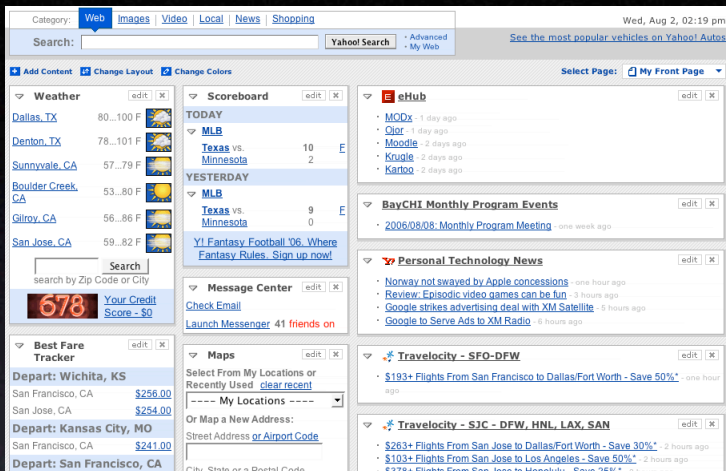 Category: Web Images | Video | Local | News | Shopping
Wed, Aug 2, 02:19 pm
Search: Yahoo! Search · Advanced
· My Web
See the most popular vehicles on Yahoo! Autos
Add Content Change Layout Change Colors
Select Page: My Front Page
Weather edit
Dallas, TX 80...100 F
Denton, TX 78...101 F
Sunnyvale, CA 57...79 F
Boulder Creek,
CA 53...80 F
Gilroy, CA 56...86 F
San Jose, CA 59...82 F
Search
search by Zip Code or City
678 Your Credit
Score - $0
Best Fare
Tracker edit
Depart: Wichita, KS
San Francisco, CA $256.00
San Jose, CA $254.00
Depart: Kansas City, MO
San Francisco, CA $241.00
Depart: San Francisco, CA
Scoreboard edit
TODAY
MLB
Texas vs. 10 F
Minnesota 2
YESTERDAY
MLB
Texas vs. 9 F
Minnesota 0
Y! Fantasy Football '06. Where
Fantasy Rules. Sign up now!
Message Center edit
Check Email
Launch Messenger 41 friends on
Maps edit
Select From My Locations or
Recently Used clear recent
---- My Locations ----
Or Map a New Address:
Street Address or Airport Code
City, State or a Postal Code
eHub edit
· MODx - 1 day ago
· Ojor - 1 day ago
· Moodle - 2 days ago
· Krugle - 2 days ago
· Kartoo - 2 days ago
BayCHI Monthly Program Events edit
· 2006/08/08: Monthly Program Meeting - one week ago
Personal Technology News edit
· Norway not swayed by Apple concessions - one hour ago
· Review: Episodic video games can be fun - 3 hours ago
· Google strikes advertising deal with XM Satellite - 5 hours ago
· Google to Serve Ads to XM Radio - 6 hours ago
Travelocity - SFO-DFW edit
· $193+ Flights From San Francisco to Dallas/Fort Worth - Save 50%* - one hour
ago
Travelocity - SJC - DFW, HNL, LAX, SAN edit
· $263+ Flights From San Jose to Dallas/Fort Worth - Save 30%* - 2 hours ago
· $103+ Flights From San Jose to Los Angeles - Save 50%* - 2 hours ago
· $378+ Flights From San Jose to Honolulu - Save 25%*